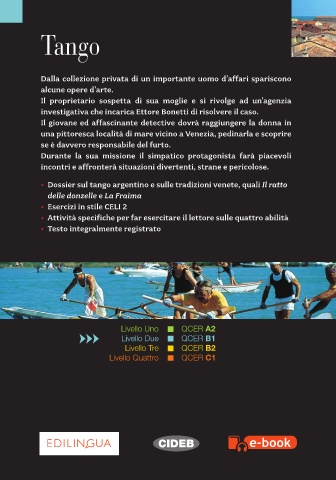 Tango
Dalla collezione privata di un importante uomo d'affari spariscono
alcune opere d'arte.
Il proprietario sospetta di sua moglie e si rivolge ad un'agenzia
investigativa che incarica Ettore Bonetti di risolvere il caso.
Il giovane ed affascinante detective dovrà raggiungere la donna in
una pittoresca località di mare vicino a Venezia, pedinarla e scoprire
se è davvero responsabile del furto.
Durante la sua missione il simpatico protagonista farà piacevoli
incontri e affronterà situazioni divertenti, strane e pericolose.
• Dossier sul tango argentino e sulle tradizioni venete, quali Il ratto
delle donzelle e La Fraima
• Esercizi in stile CELI 2
• Attività specifiche per far esercitare il lettore sulle quattro abilità
• Testo integralmente registrato
Livello Uno QCER A2
Livello Due QCER B1
Livello Tre QCER B2
Livello Quattro QCER C1
EDILINGUA CIDEB e-book